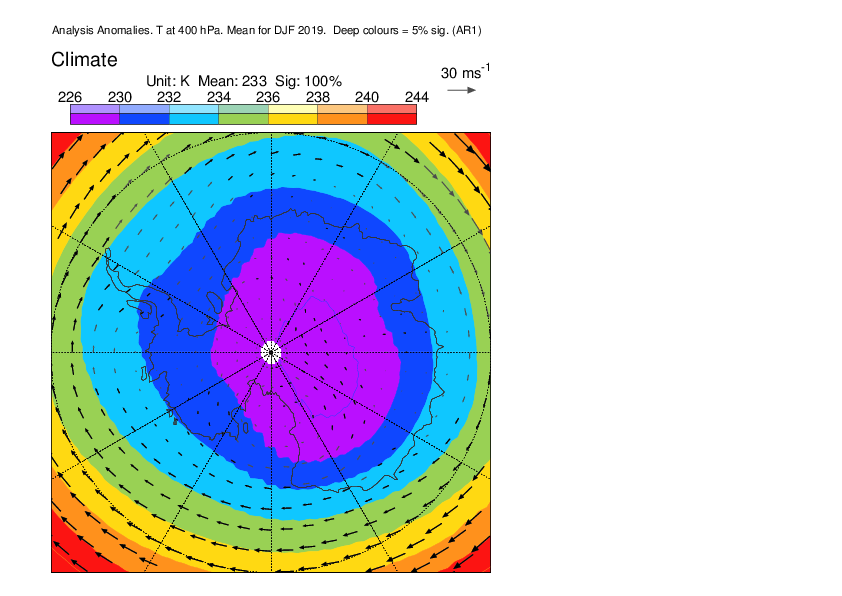 Analysis Anomalies. T at 400 hPa. Mean for DJF 2019.  Deep colours = 5% sig. (AR1)
Climate
30 ms⁻¹
Unit: K  Mean: 233  Sig: 100%
226 230 232 234 236 238 240 244